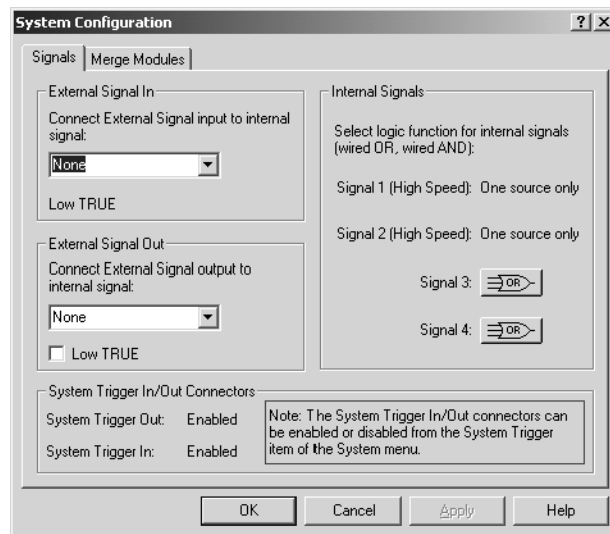 System Configuration
Signals
Merge Modules
External Signal In
Connect External Signal input to internal
signal:
None
Low TRUE
External Signal Out
Connect External Signal output to
internal signal:
None
Low TRUE
Internal Signals
Select logic function for internal signals
(wired OR, wired AND):
Signal 1 (High Speed): One source only
Signal 2 (High Speed): One source only
Signal 3: OR
Signal 4: OR
System Trigger In/Out Connectors
System Trigger Out: Enabled
System Trigger In: Enabled
Note: The System Trigger In/Out connectors can
be enabled or disabled from the System Trigger
item of the System menu.
OK
Cancel
Apply
Help